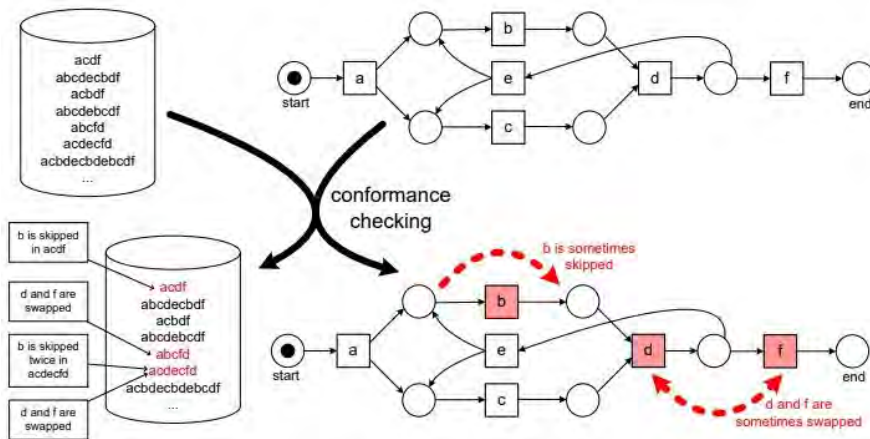 acdf
abcdecbdf
acbdf
abcdebcdf
abcfd
acdecfd
acbdecbdebcdf
...
start
a
b
e
c
d
f
end
conformance
checking
b is skipped
in acdf
d and f are
swapped
b is skipped
twice in
acdecfd
d and f are
swapped
acdf
abcdecbdf
acbdf
abcdebcdf
abcfd
acdecfd
acbdecbdebcdf
...
b is sometimes
skipped
start
a
b
e
c
d
f
end
d and f are
sometimes swapped